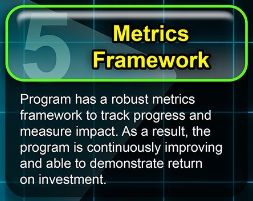 5
Metrics
Framework
Program has a robust metrics
framework to track progress and
measure impact. As a result, the
program is continuously improving
and able to demonstrate return
on investment.